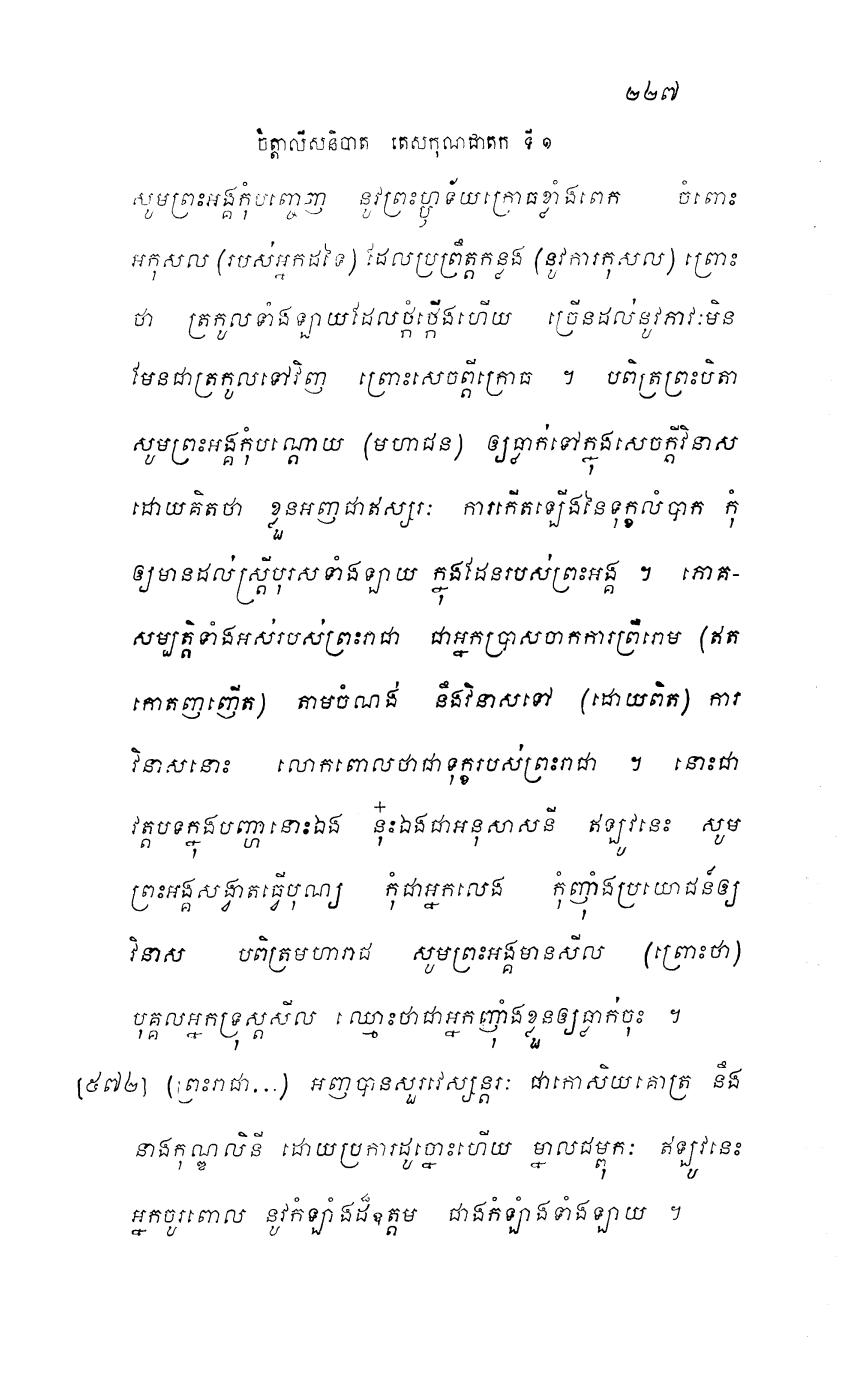 ២២៧
ចត្តាលីសនិបាត តេសកុណជាតក ទី ១
សូមព្រះអង្គកុំបញ្ចេញ នូវព្រះហ្ឫទ័យក្រោធខ្លាំងពេក ចំពោះ
អកុសល (របស់អ្នកដទៃ) ដែលប្រព្រឹត្តកន្លង (នូវការកុសល) ព្រោះ
ថា ត្រកូលទាំងឡាយដែលថ្កុំថ្កើងហើយ ច្រើនដល់នូវភាវៈមិន
មែនជាត្រកូលទៅវិញ ព្រោះសេចក្តីក្រោធ ។ បពិត្រព្រះបិតា
សូមព្រះអង្គកុំបណ្តោយ (មហាជន) ឲ្យធ្លាក់ទៅក្នុងសេចក្តីវិនាស
ដោយគិតថា ខ្លួនអញជាឥស្សរៈ ការកើតឡើងនៃទុក្ខលំបាក កុំ
ឲ្យមានដល់ស្ត្រីបុរសទាំងឡាយ ក្នុងដែនរបស់ព្រះអង្គ ។ ភោគ-
សម្បត្តិទាំងអស់របស់ព្រះរាជា ជាអ្នកប្រាសចាកការព្រឺរោម (ឥត
កោតញញើត) តាមចំណង់ នឹងវិនាសទៅ (ដោយពិត) ការ
វិនាសនោះ លោកពោលថាជាទុក្ខរបស់ព្រះរាជា ។ នោះជា
វត្តបទក្នុងបញ្ហានោះឯង នុ៎ះឯងជាអនុសាសនី ឥឡូវនេះ សូម
ព្រះអង្គសង្វាតធ្វើបុណ្យ កុំជាអ្នកលេង កុំញ៉ាំងប្រយោជន៍ឲ្យ
វិនាស បពិត្រមហារាជ សូមព្រះអង្គមានសីល (ព្រោះថា)
បុគ្គលអ្នកទ្រុស្តសីល ឈ្មោះថាជាអ្នកញ៉ាំងខ្លួនឲ្យធ្លាក់ចុះ ។
[៥៧២] (ព្រះរាជា...) អញបានសួរវេស្សន្តរៈ ជាកោសិយគោត្រ នឹង
នាងកុណ្ឌលិនី ដោយប្រការដូច្នោះហើយ ម្នាលជម្ពុកៈ ឥឡូវនេះ
អ្នកចូរពោល នូវកំឡាំងដ៏ឧត្តម ជាងកំឡាំងទាំងឡាយ ។